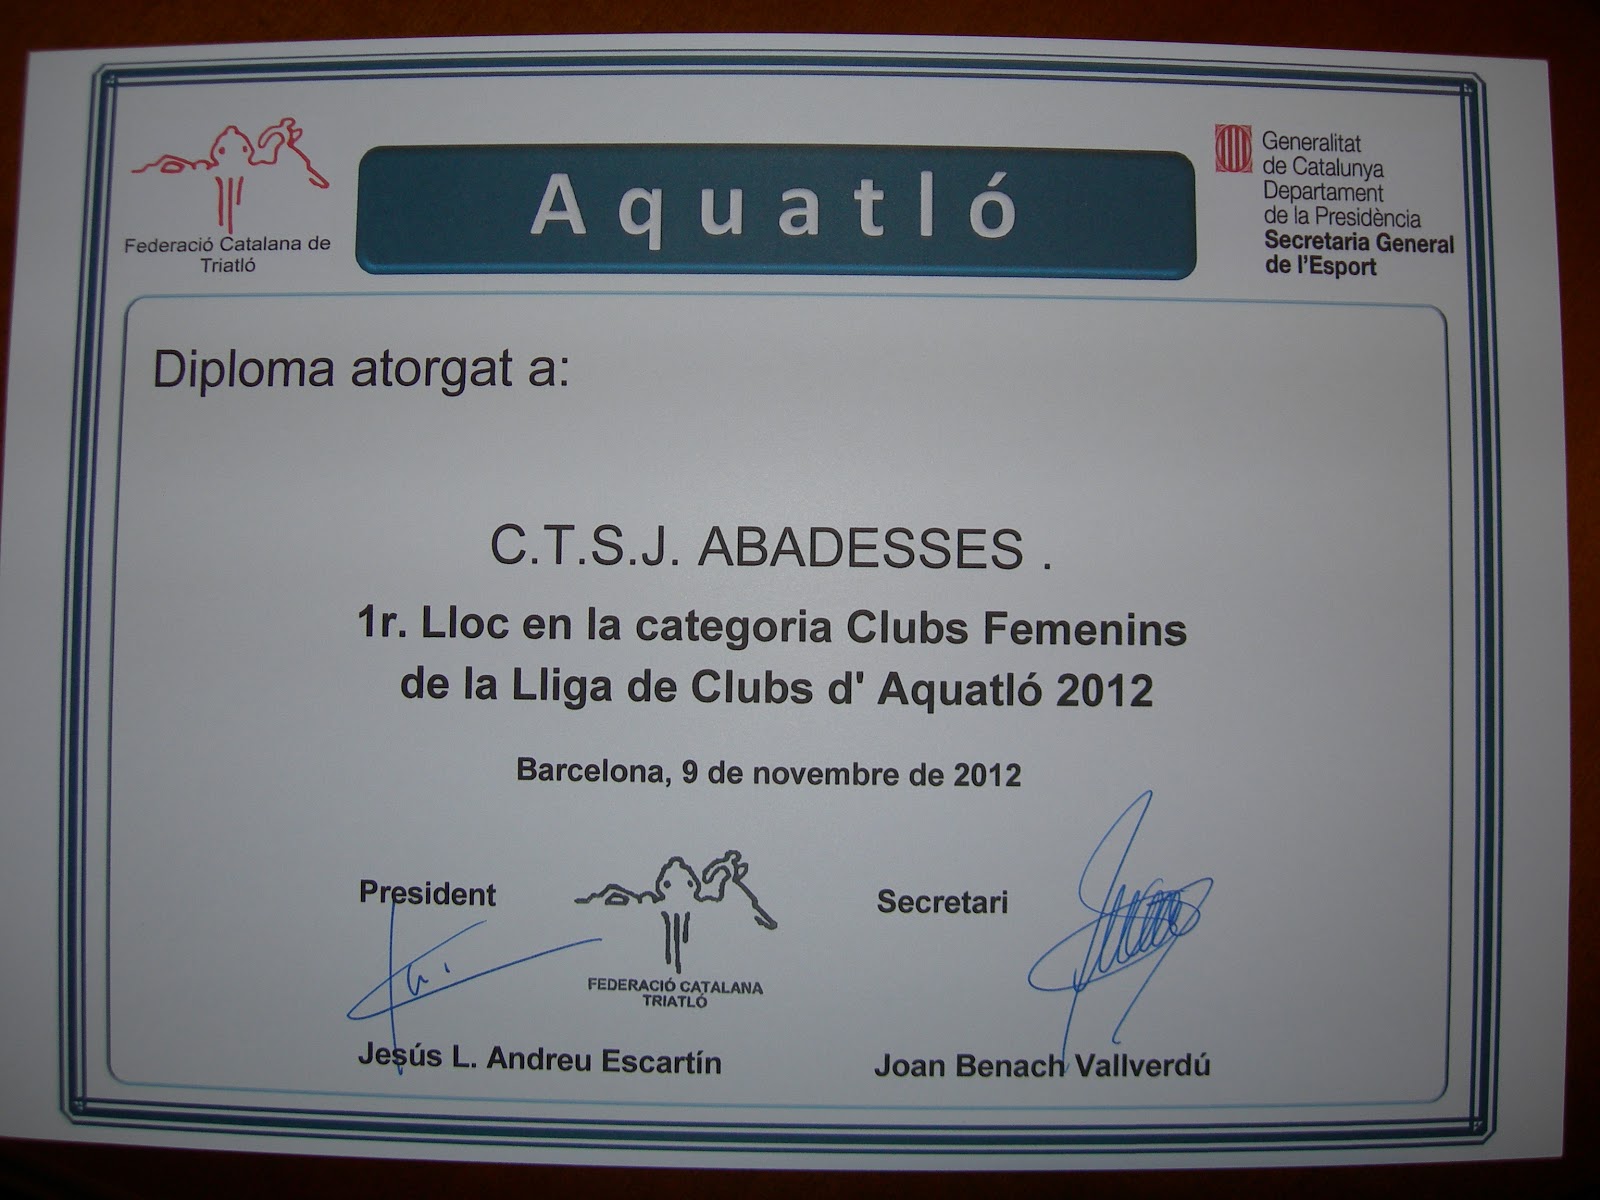 Federació Catalana de
Triatló
Aquatló
Generalitat
de Catalunya
Departament
de la Presidència
Secretaria General
de l'Esport
Diploma atorgat a:
C.T.S.J. ABADESSES .
1r. Lloc en la categoria Clubs Femenins
de la Lliga de Clubs d' Aquatló 2012
Barcelona, 9 de novembre de 2012
President
Secretari
FEDERACIÓ CATALANA
TRIATLÓ
Jesús L. Andreu Escartín
Joan Benach Vallverdú